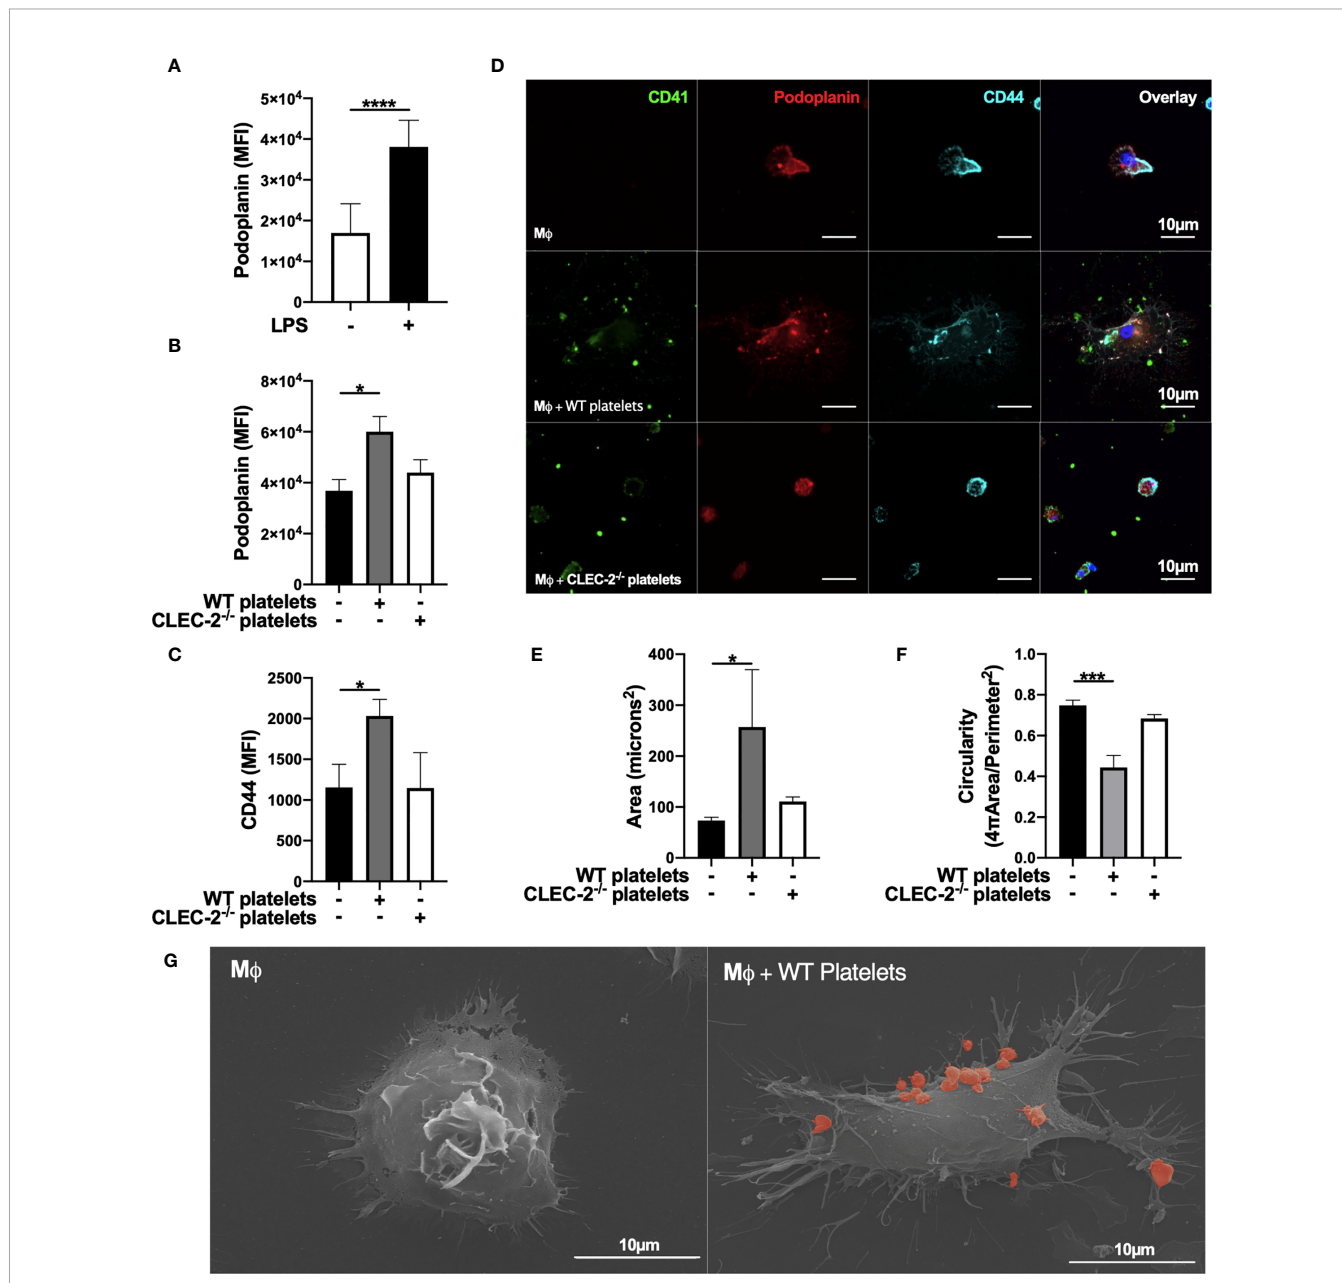 A
Podoplanin (MFI)
5×10⁴
4×10⁴
3×10⁴
2×10⁴
1×10⁴
0
****
LPS - +
B
Podoplanin (MFI)
8×10⁴
6×10⁴
4×10⁴
2×10⁴
0
*
WT platelets - + -
CLEC-2⁻/⁻ platelets - - +
C
CD44 (MFI)
2500
2000
1500
1000
500
0
*
WT platelets - + -
CLEC-2⁻/⁻ platelets - - +
D
CD41 Podoplanin CD44 Overlay
Mϕ
10µm
Mϕ + WT platelets
10µm
Mϕ + CLEC-2⁻/⁻ platelets
10µm
E
Area (microns²)
400
300
200
100
0
*
WT platelets - + -
CLEC-2⁻/⁻ platelets - - +
F
Circularity
(4πArea/Perimeter²)
1.0
0.8
0.6
0.4
0.2
0.0
***
WT platelets - + -
CLEC-2⁻/⁻ platelets - - +
G
Mϕ
10µm
Mϕ + WT Platelets
10µm